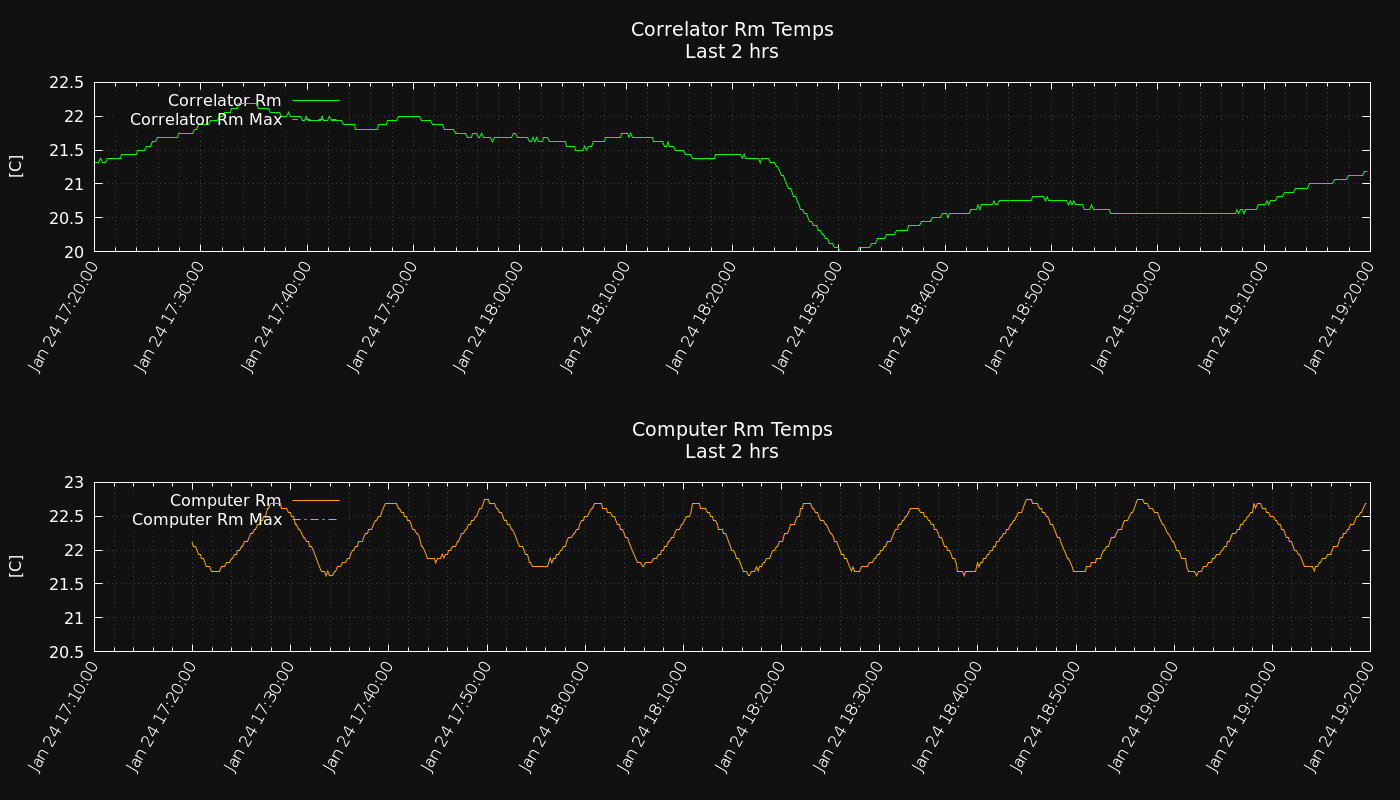 Correlator Rm Temps
Last 2 hrs
22.5
22
21.5
21
20.5
20
[C]
Correlator Rm
Correlator Rm Max
Jan 24 17:20:00
Jan 24 17:30:00
Jan 24 17:40:00
Jan 24 17:50:00
Jan 24 18:00:00
Jan 24 18:10:00
Jan 24 18:20:00
Jan 24 18:30:00
Jan 24 18:40:00
Jan 24 18:50:00
Jan 24 19:00:00
Jan 24 19:10:00
Jan 24 19:20:00
Computer Rm Temps
Last 2 hrs
23
22.5
22
21.5
21
20.5
[C]
Computer Rm
Computer Rm Max
Jan 24 17:10:00
Jan 24 17:20:00
Jan 24 17:30:00
Jan 24 17:40:00
Jan 24 17:50:00
Jan 24 18:00:00
Jan 24 18:10:00
Jan 24 18:20:00
Jan 24 18:30:00
Jan 24 18:40:00
Jan 24 18:50:00
Jan 24 19:00:00
Jan 24 19:10:00
Jan 24 19:20:00